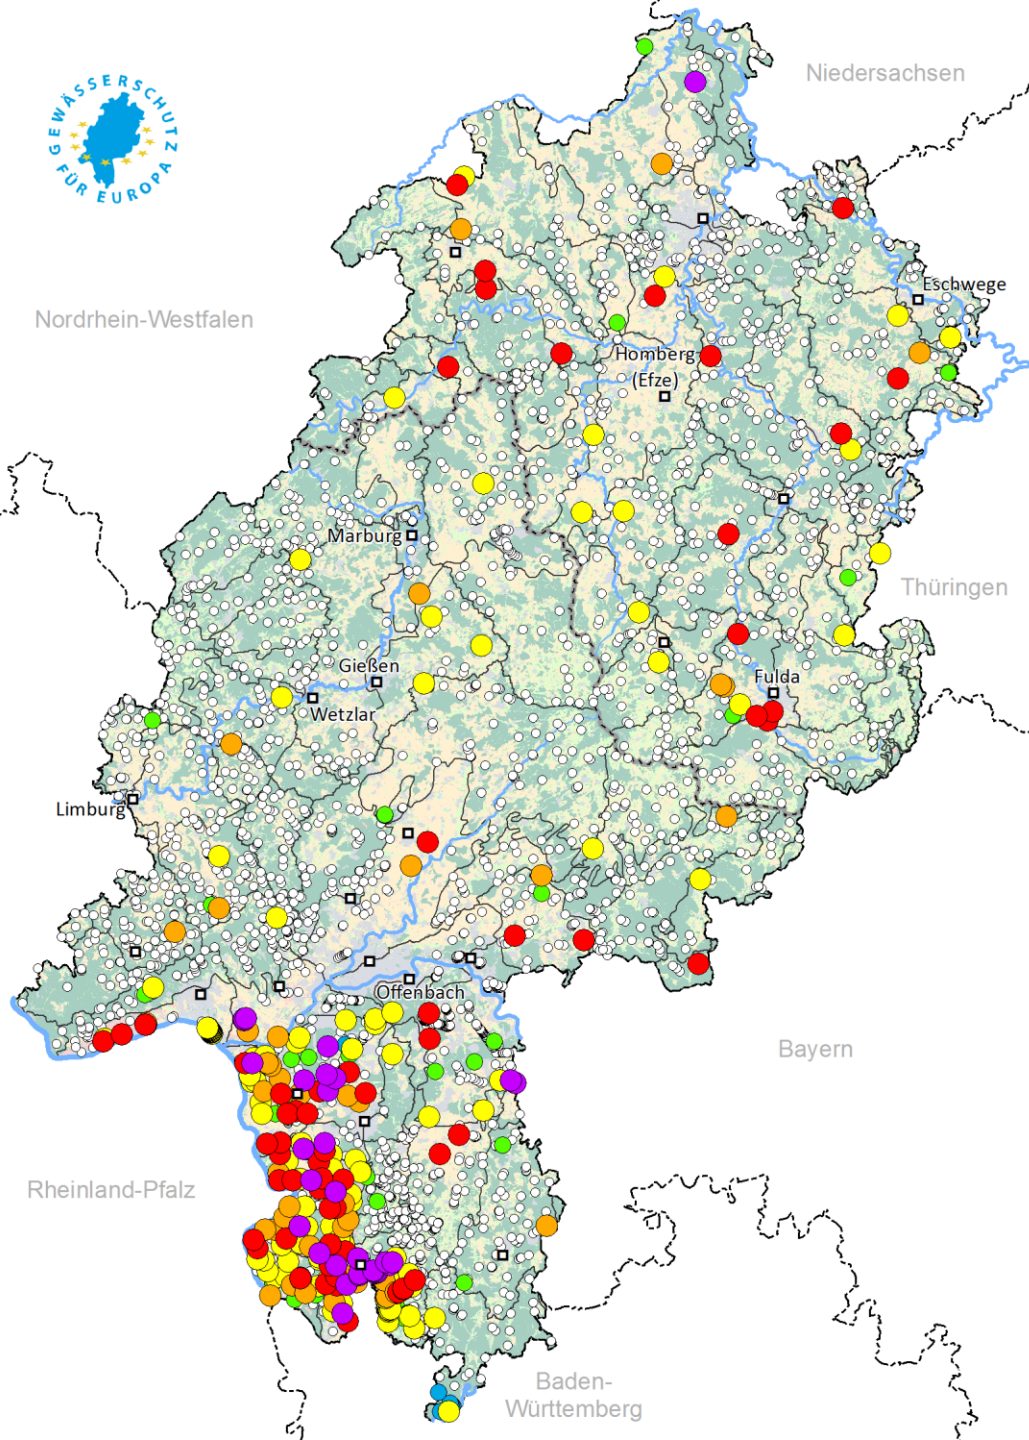 GEWÄSSERSCHUTZ
FÜR EUROPA
Niedersachsen
Eschwege
Nordrhein-Westfalen
Homberg
(Efze)
Marburg
Thüringen
Gießen
Fulda
Wetzlar
Limburg
Offenbach
Bayern
Rheinland-Pfalz
Baden-
Württemberg